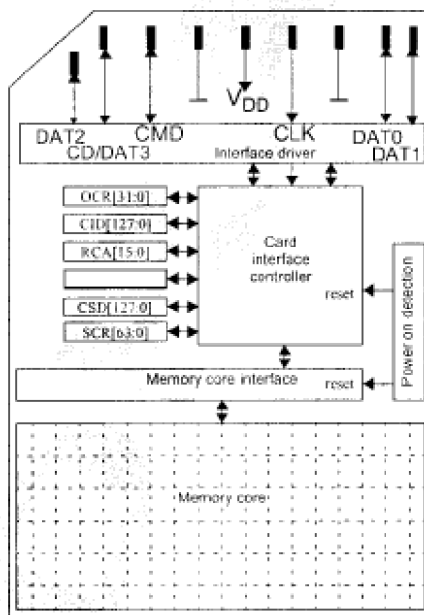 V_DD
DAT2 CMD CLK DAT0
CD/DAT3 Interface driver DAT1
OCR[31:0]
CID[127:0]
RCA[15:0]
CSD[127:0]
SCR[63:0]
Card
interface
controller
reset
Power on detection
Memory core interface
reset
Memory core